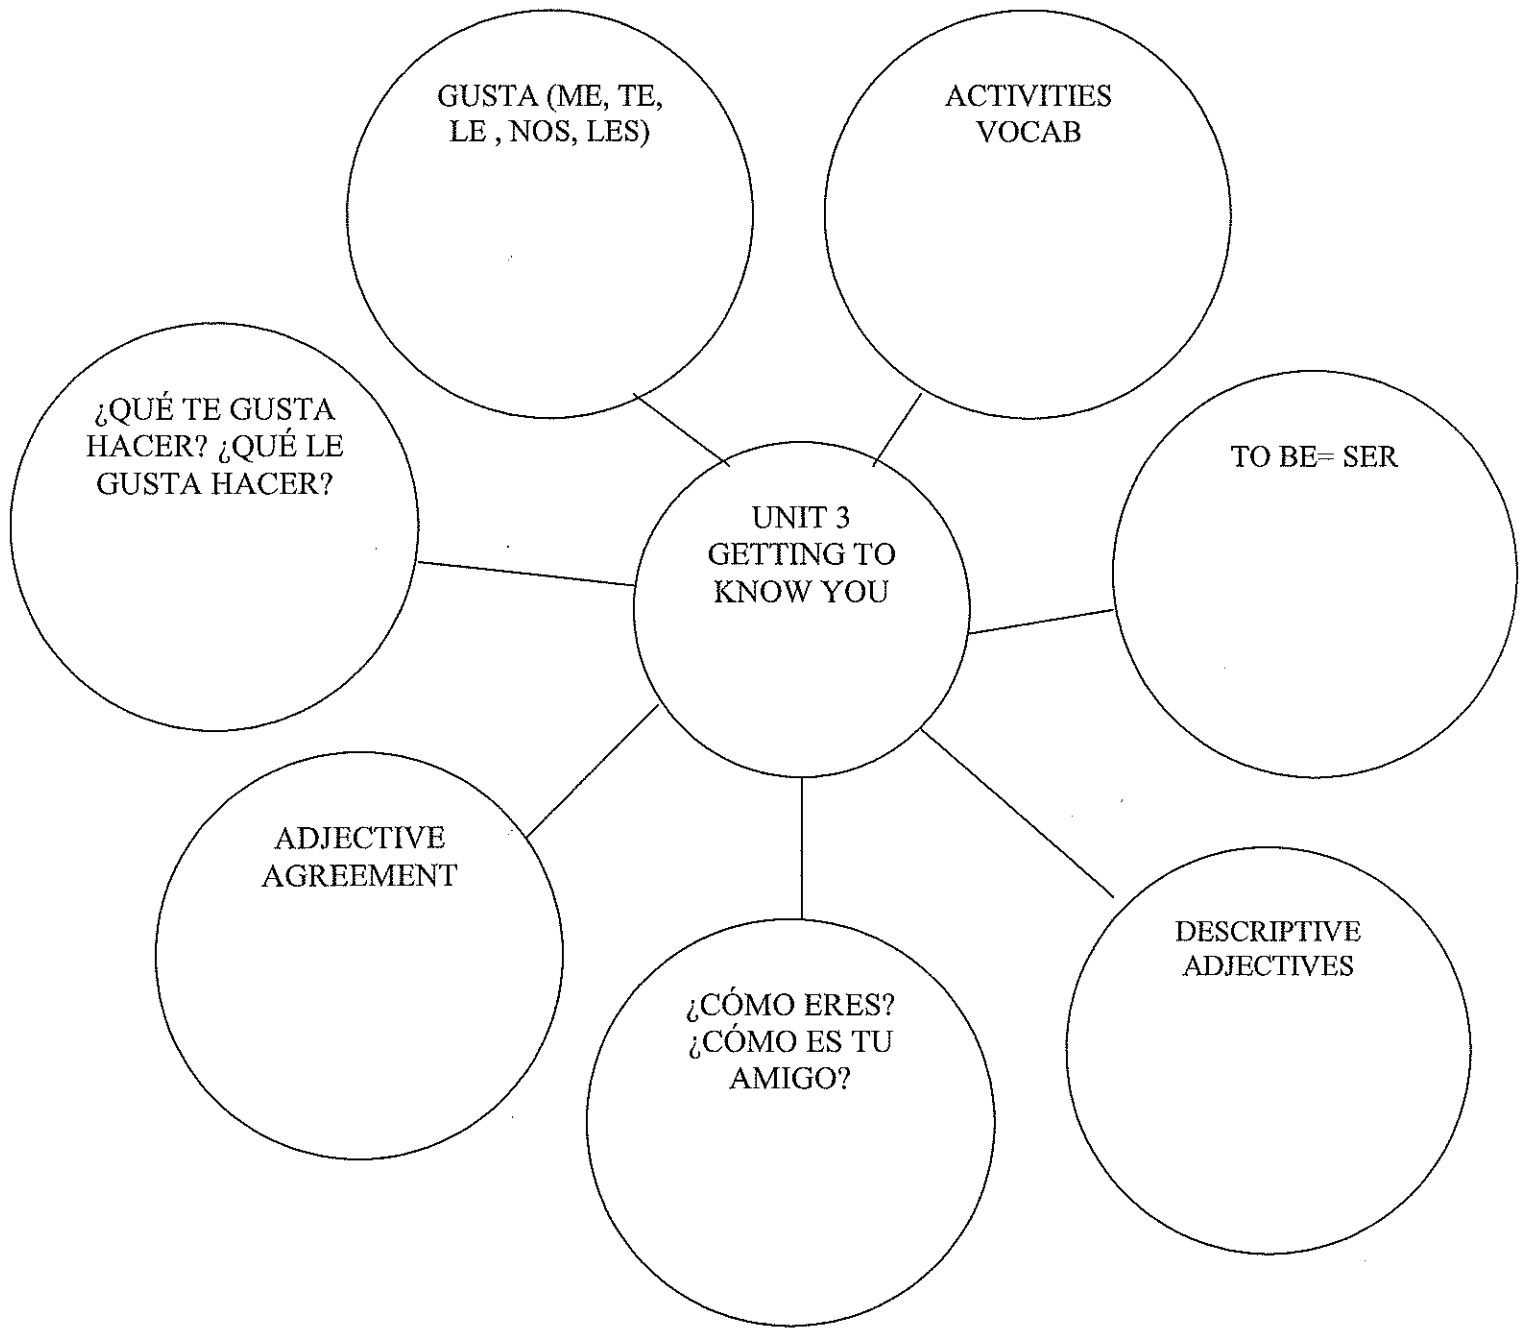 GUSTA (ME, TE,
LE , NOS, LES)
ACTIVITIES
VOCAB
¿QUÉ TE GUSTA
HACER? ¿QUÉ LE
GUSTA HACER?
TO BE= SER
UNIT 3
GETTING TO
KNOW YOU
ADJECTIVE
AGREEMENT
¿CÓMO ERES?
¿CÓMO ES TU
AMIGO?
DESCRIPTIVE
ADJECTIVES